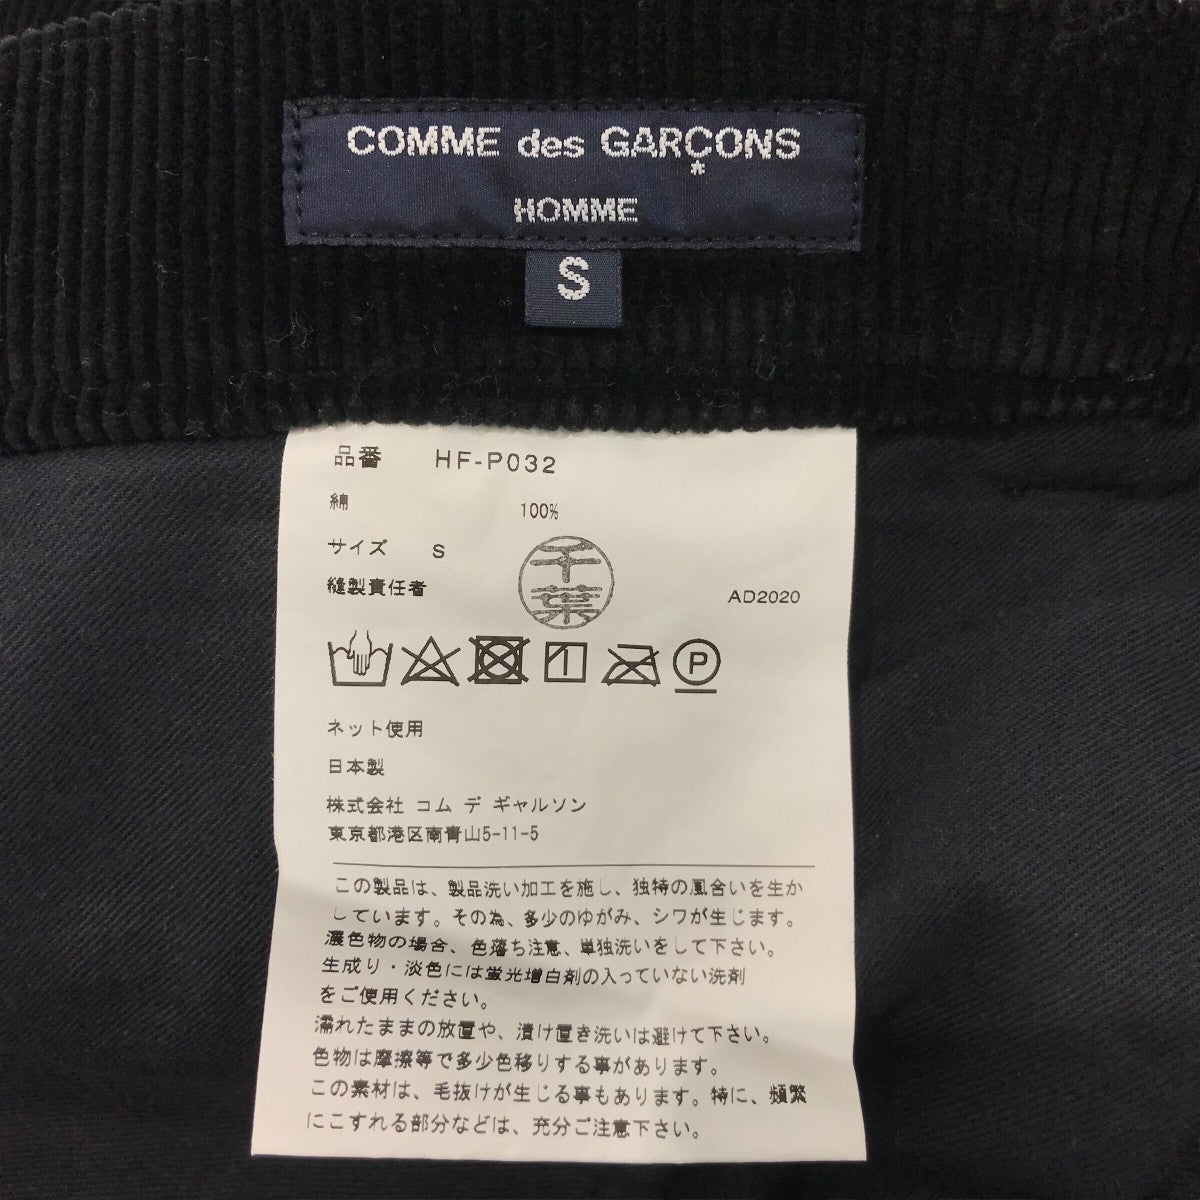 COMME des GARÇONS
HOMME
S
品番 HF-P032
綿 100%
サイズ S
縫製責任者 千葉 AD2020
P
ネット使用
日本製
株式会社 コム デ ギャルソン
東京都港区南青山5-11-5
この製品は、製品洗い加工を施し、独特の風合いを生か
しています。その為、多少のゆがみ、シワが生じます。
濃色物の場合、色落ち注意、単独洗いをして下さい。
生成り・淡色には蛍光増白剤の入っていない洗剤
をご使用ください。
濡れたままの放置や、漬け置き洗いは避けて下さい。
色物は摩擦等で多少色移りする事があります。
この素材は、毛抜けが生じる事もあります。特に、頻繁
にこすれる部分などは、充分ご注意下さい。